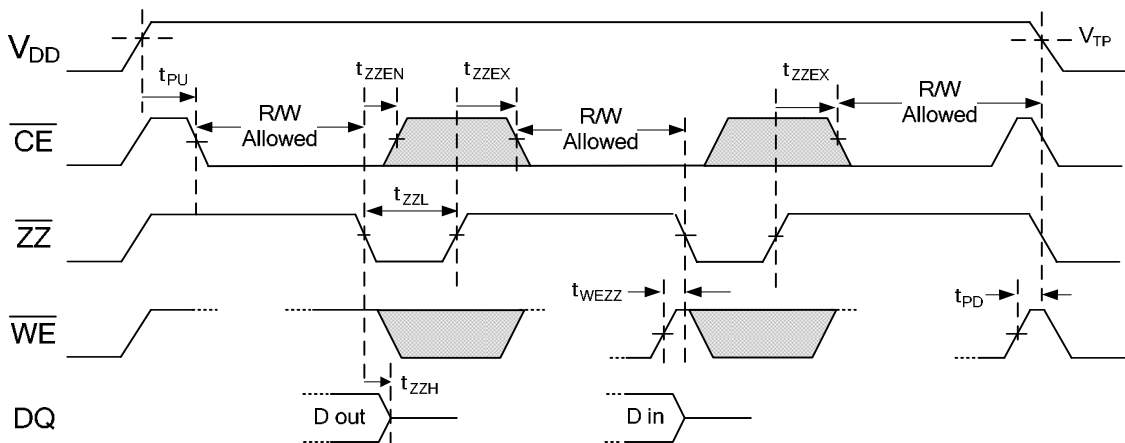 VDD
VTP
tPU
tZZEN
tZZEX
tZZEX
R/W
Allowed
R/W
Allowed
R/W
Allowed
CE
tZZL
ZZ
tWEZZ
tPD
WE
tZZH
DQ
D out
D in